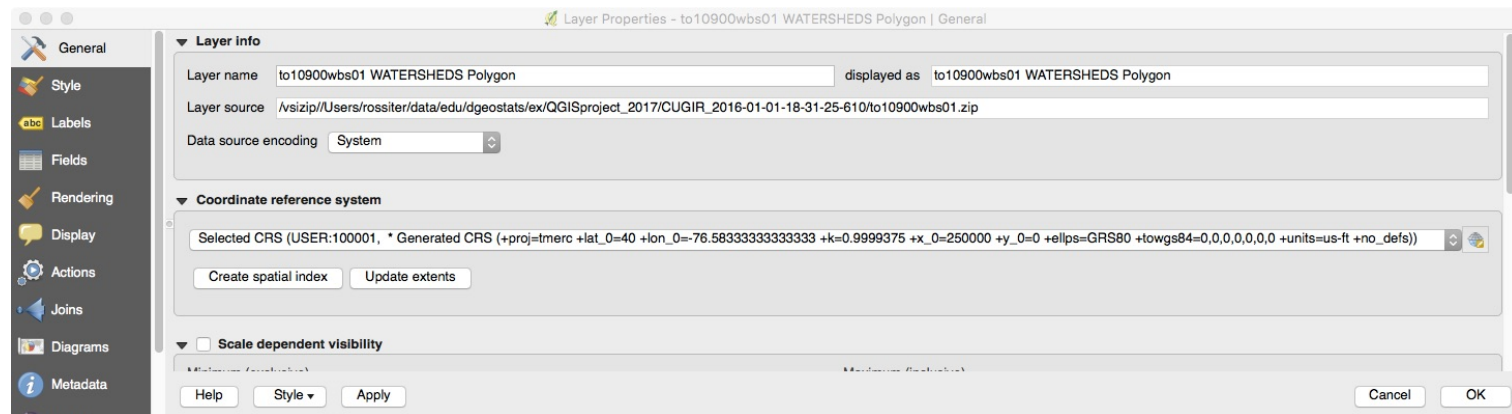 Layer Properties - to10900wbs01 WATERSHEDS Polygon | General
General
Style
abc Labels
Fields
Rendering
Display
Actions
Joins
Diagrams
Metadata
Layer info
Layer name to10900wbs01 WATERSHEDS Polygon displayed as to10900wbs01 WATERSHEDS Polygon
Layer source /vsizip//Users/rossiter/data/edu/dgeostats/ex/QGISproject_2017/CUGIR_2016-01-01-18-31-25-610/to10900wbs01.zip
Data source encoding System
Coordinate reference system
Selected CRS (USER:100001, * Generated CRS (+proj=tmerc +lat_0=40 +lon_0=-76.58333333333333 +k=0.9999375 +x_0=250000 +y_0=0 +ellps=GRS80 +towgs84=0,0,0,0,0,0,0 +units=us-ft +no_defs))
Create spatial index Update extents
Scale dependent visibility
Help Style Apply Cancel OK